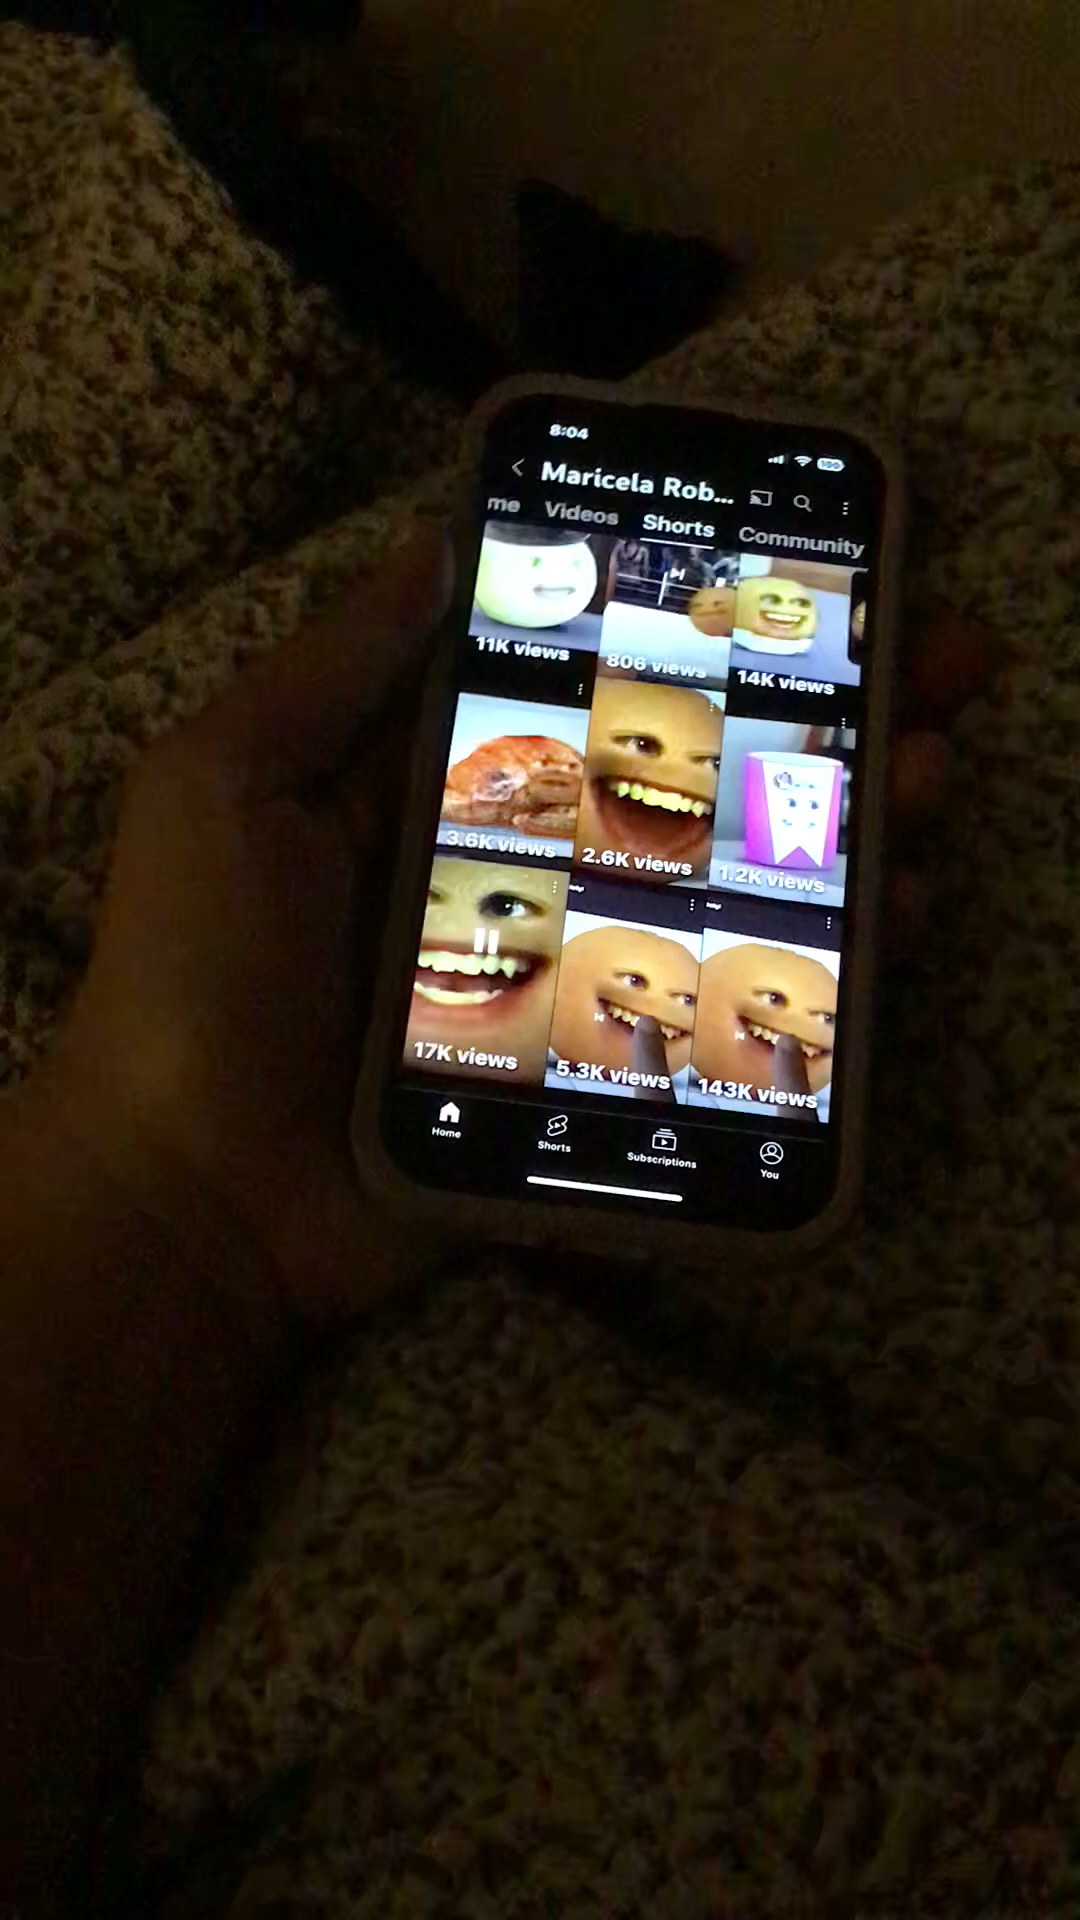 8:04
100
Maricela Rob...
me Videos Shorts Community
11K views 806 views 14K views
3.6K views 2.6K views 1.2K views
17K views 5.3K views 143K views
Home Shorts Subscriptions You